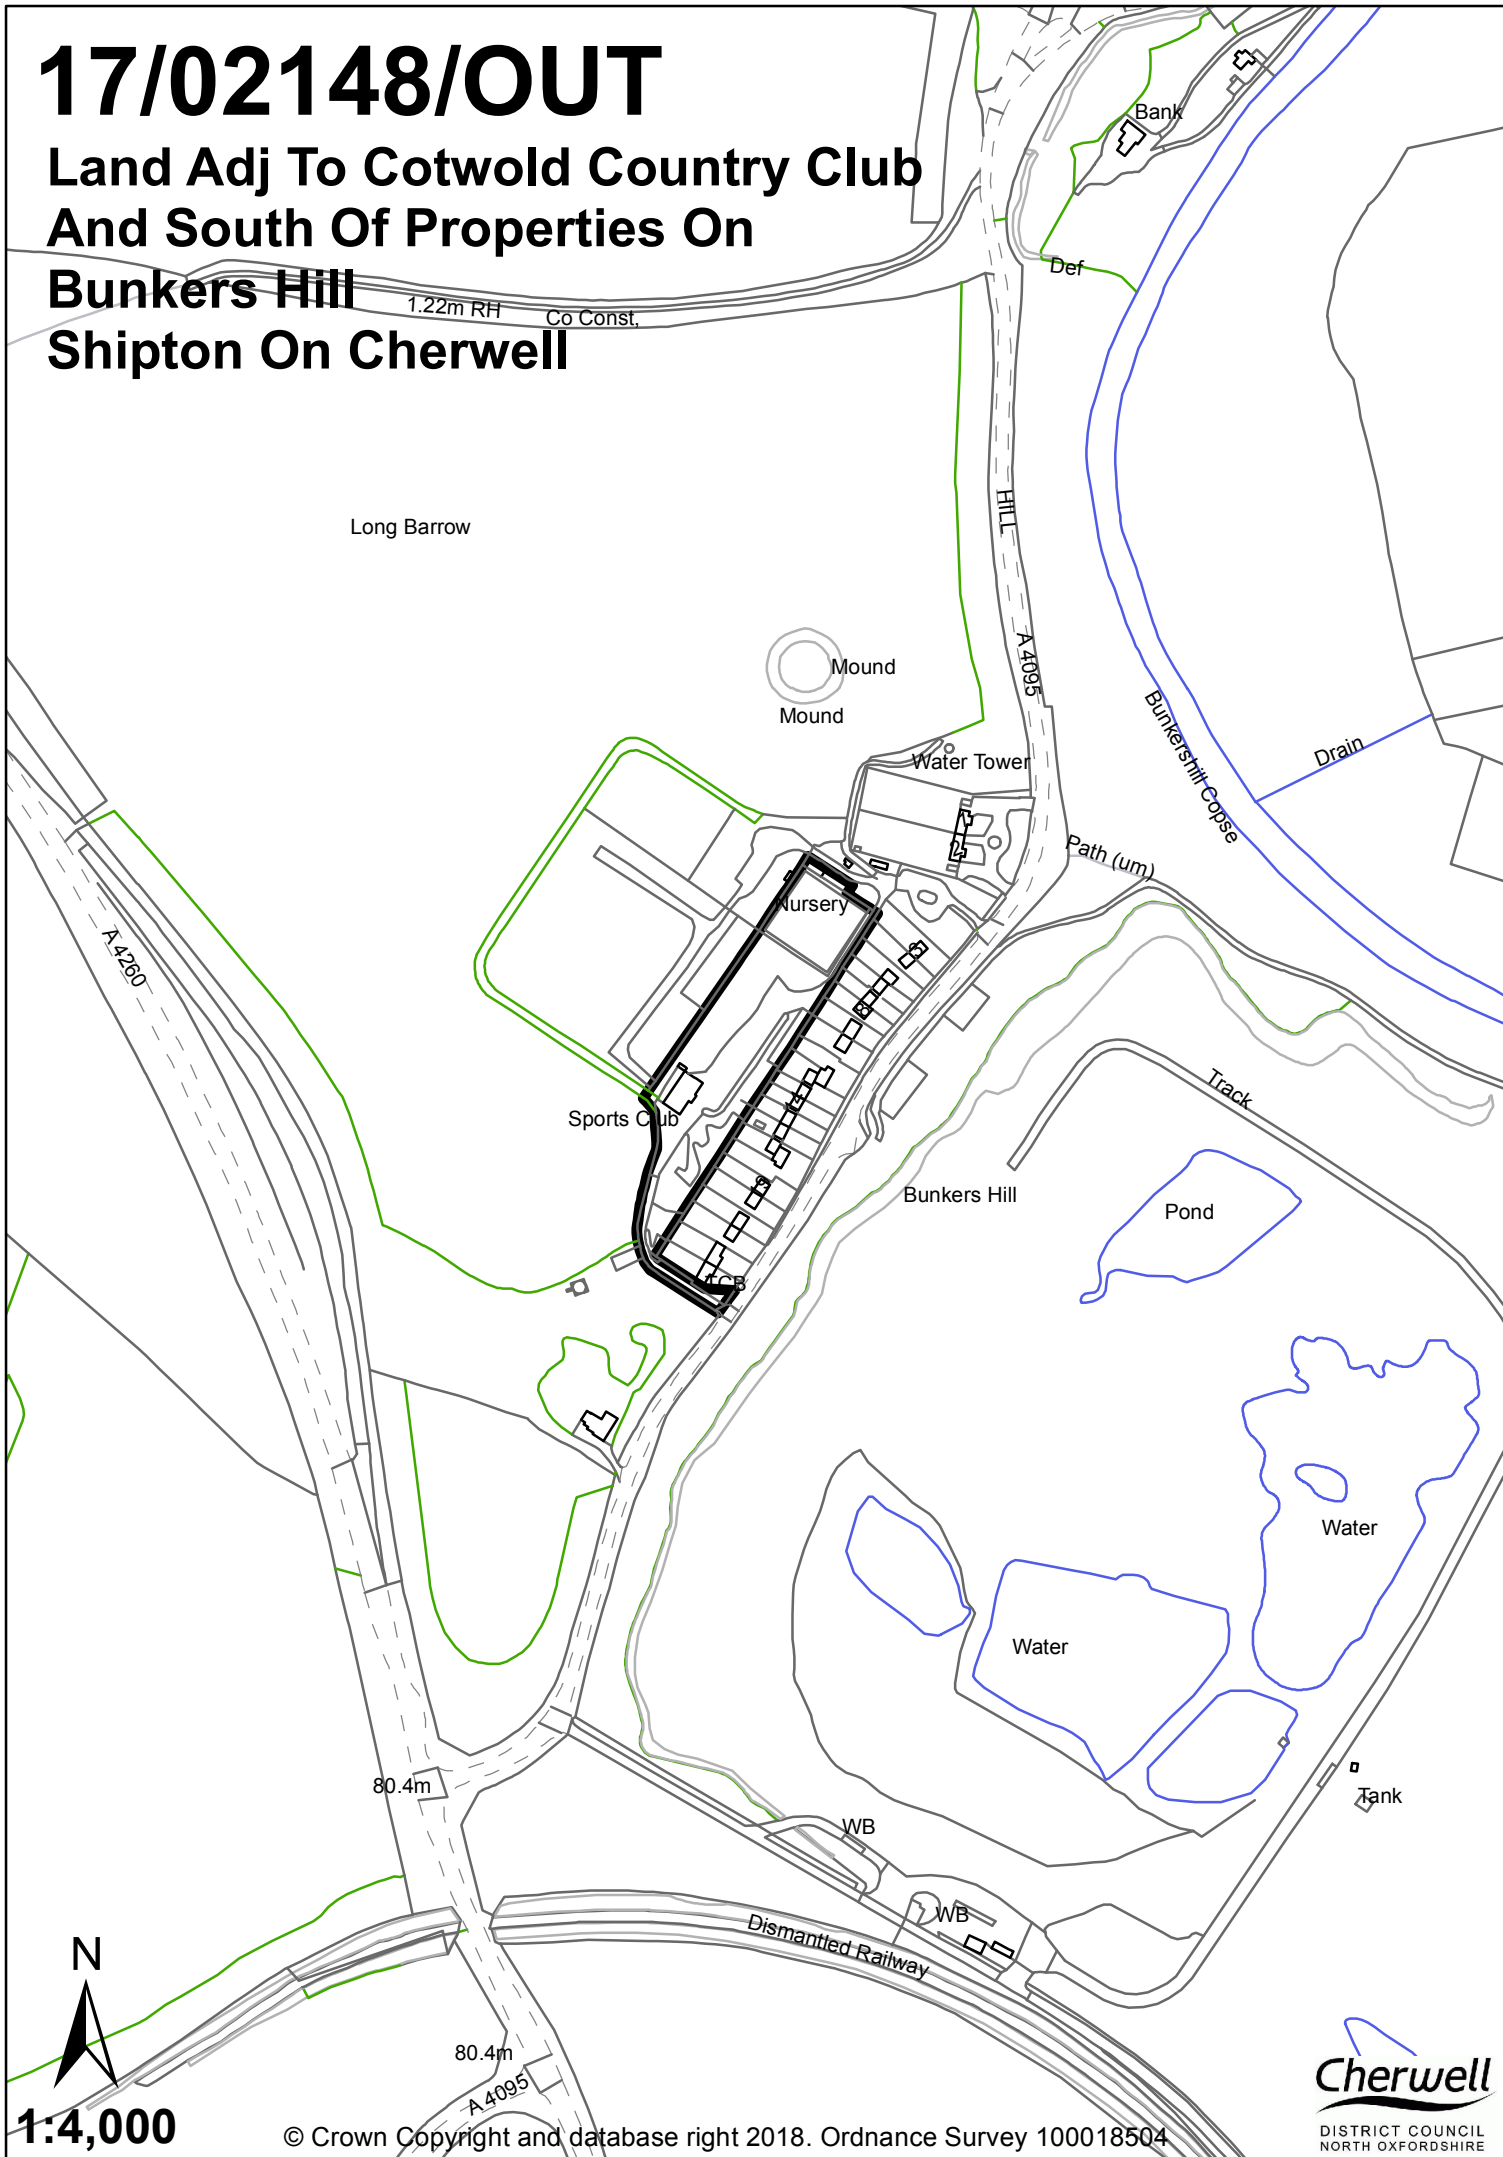 17/02148/OUT
Land Adj To Cotwold Country Club
And South Of Properties On
Bunkers Hill
Shipton On Cherwell
Bank
Def
1.22m RH
Co Const,
HILL
Long Barrow
A 4095
Mound
Mound
Water Tower
Bunkershill Copse
Drain
Path (um)
Nursery
A 4260
3
8
14
19
Track
Sports Club
Bunkers Hill
Pond
TCB
Water
Water
80.4m
Tank
WB
WB
Dismantled Railway
N
80.4m
A 4095
1:4,000
© Crown Copyright and database right 2018. Ordnance Survey 100018504
Cherwell
DISTRICT COUNCIL
NORTH OXFORDSHIRE